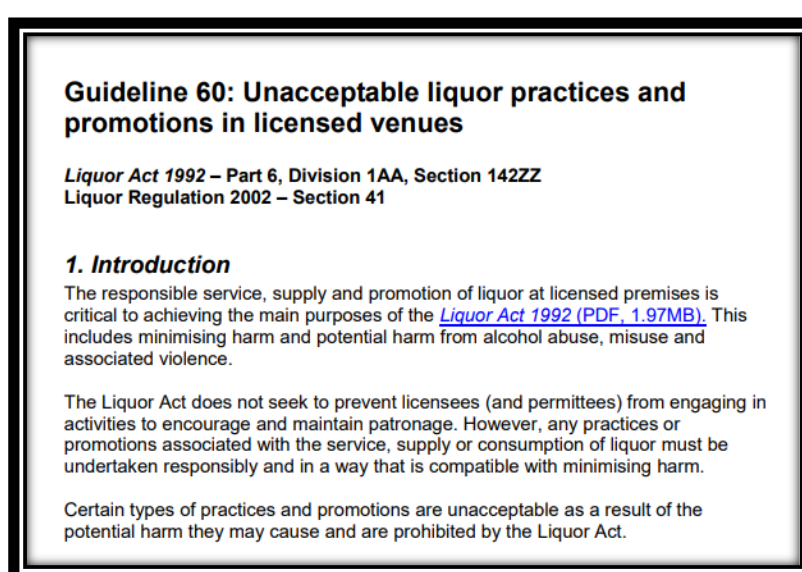 Guideline 60: Unacceptable liquor practices and
promotions in licensed venues
Liquor Act 1992 – Part 6, Division 1AA, Section 142ZZ
Liquor Regulation 2002 – Section 41
1. Introduction
The responsible service, supply and promotion of liquor at licensed premises is
critical to achieving the main purposes of the Liquor Act 1992 (PDF, 1.97MB). This
includes minimising harm and potential harm from alcohol abuse, misuse and
associated violence.
The Liquor Act does not seek to prevent licensees (and permittees) from engaging in
activities to encourage and maintain patronage. However, any practices or
promotions associated with the service, supply or consumption of liquor must be
undertaken responsibly and in a way that is compatible with minimising harm.
Certain types of practices and promotions are unacceptable as a result of the
potential harm they may cause and are prohibited by the Liquor Act.